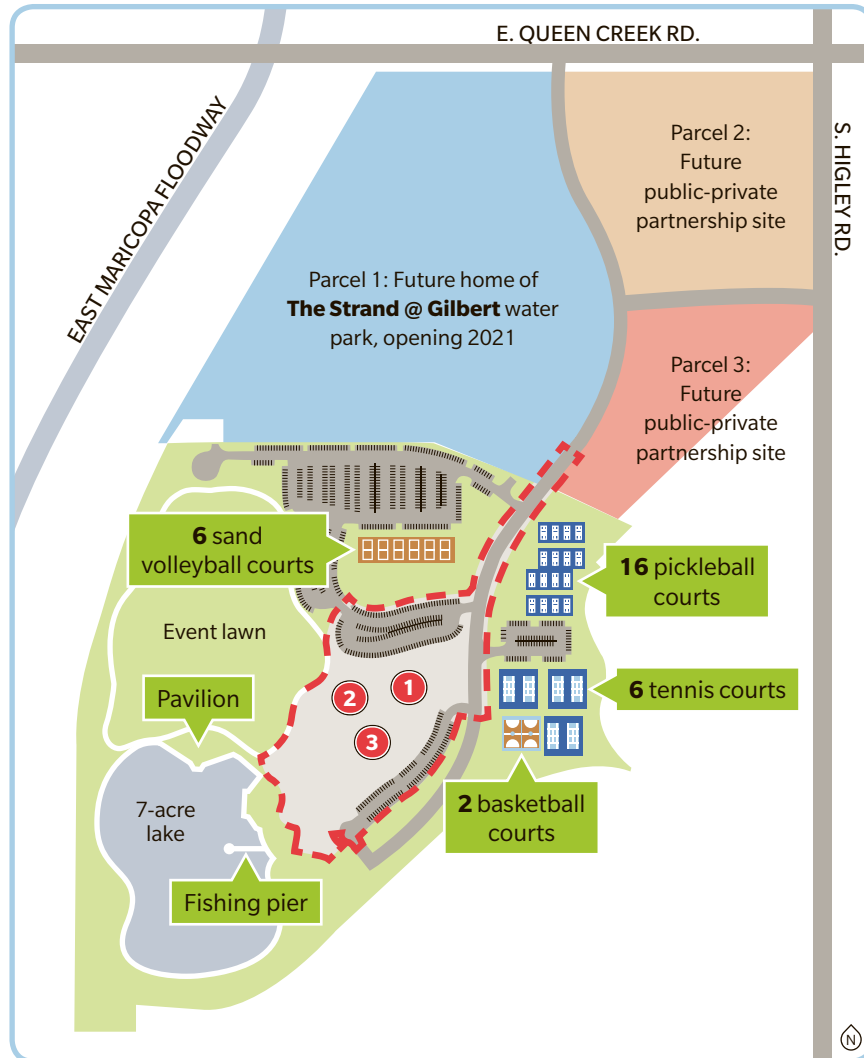 E. QUEEN CREEK RD.
EAST MARICOPA FLOODWAY
S. HIGLEY RD.
Parcel 2:
Future
public-private
partnership site
Parcel 1: Future home of
The Strand @ Gilbert water
park, opening 2021
Parcel 3:
Future
public-private
partnership site
6 sand
volleyball courts
16 pickleball
courts
Event lawn
Pavilion
6 tennis courts
1
2
3
7-acre
lake
2 basketball
courts
Fishing pier
N